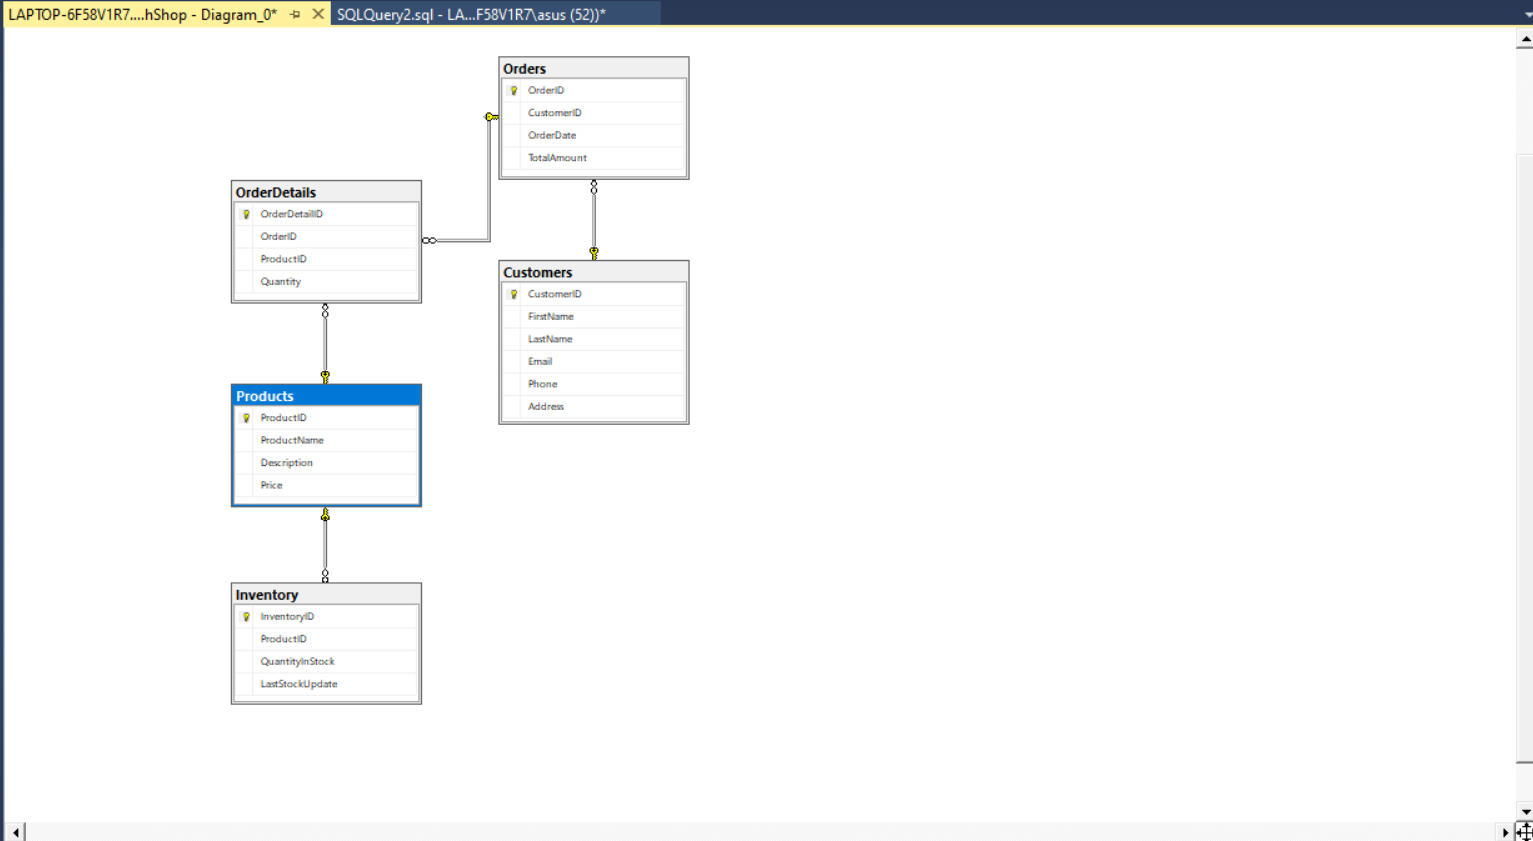 LAPTOP-6F58V1R7....hShop - Diagram_0*
SQLQuery2.sql - LA...F58V1R7\asus (52))*
Orders
OrderID
CustomerID
OrderDate
TotalAmount
OrderDetails
OrderDetailID
OrderID
ProductID
Quantity
Customers
CustomerID
FirstName
LastName
Email
Phone
Address
Products
ProductID
ProductName
Description
Price
Inventory
InventoryID
ProductID
QuantityInStock
LastStockUpdate